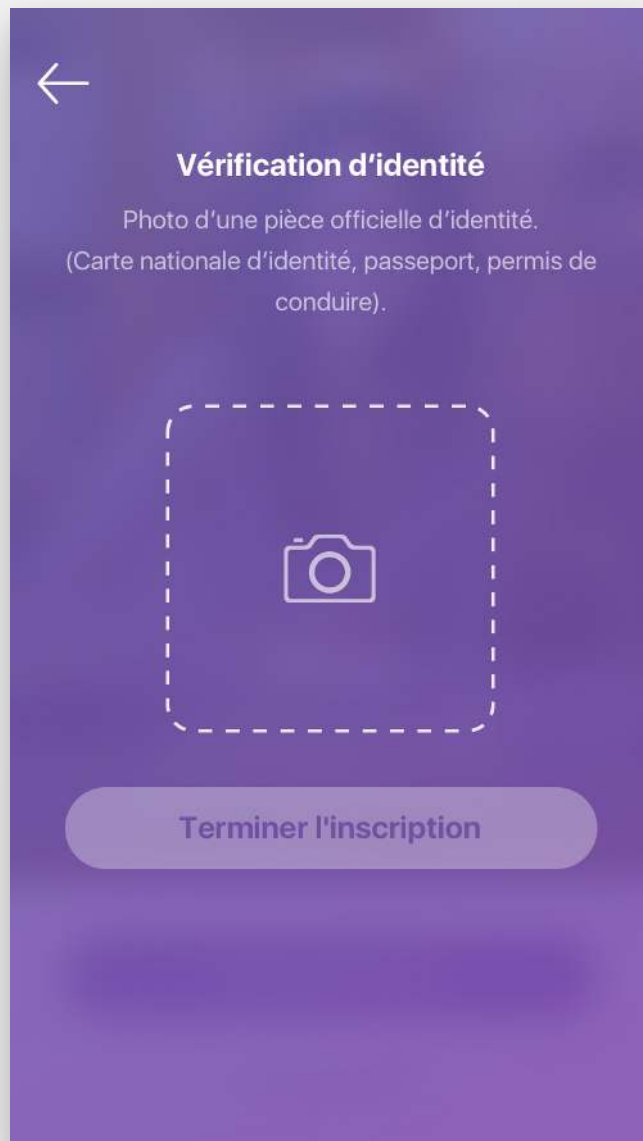 Vérification d’identité
Photo d’une pièce officielle d’identité.
(Carte nationale d’identité, passeport, permis de
conduire).
Terminer l'inscription